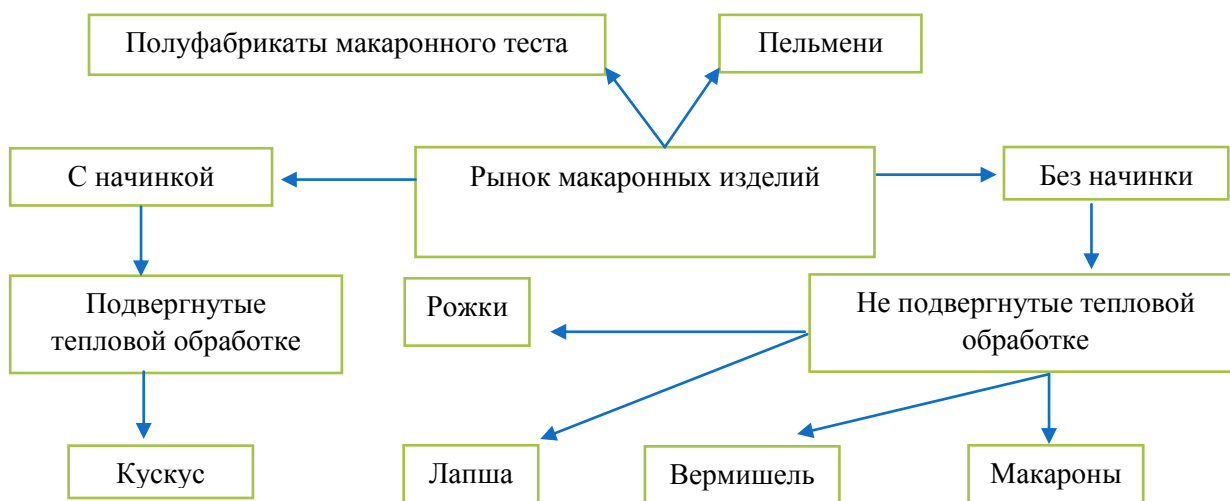 Полуфабрикаты макаронного теста
Пельмени
С начинкой
Рынок макаронных изделий
Без начинки
Подвергнутые
тепловой обработке
Рожки
Не подвергнутые тепловой
обработке
Кускус
Лапша
Вермишель
Макароны